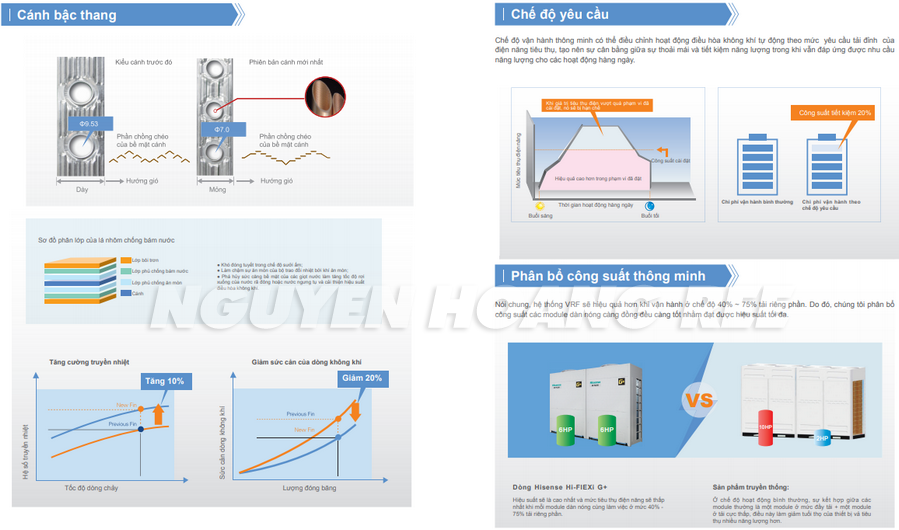 Cánh bậc thang
Kiểu cánh trước đó
Phiên bản cánh mới nhất
Φ9.53
Φ7.0
Phần chồng chéo
của bề mặt cánh
Phần chồng chéo
của bề mặt cánh
Hướng gió
Hướng gió
Dày
Mỏng
Sơ đồ phân lớp của lá nhôm chống bám nước
Lớp bôi trơn
Lớp phủ chống bám nước
Lớp phủ chống ăn mòn
Cánh
● Khó đọng tuyết trong chế độ sưởi ấm;
● Làm chậm sự ăn mòn của bộ trao đổi nhiệt bởi khí ăn mòn;
● Phá hủy sức căng bề mặt của các giọt nước làm tăng tốc độ rơi
xuống của nước rã đông hoặc nước ngưng tụ và cải thiện hiệu suất
điều hòa không khí.
NGUYEN HOANG REE
Tăng cường truyền nhiệt
Giảm sức cản của dòng không khí
Tăng 10%
Giảm 20%
New Fin
Previous Fin
Previous Fin
New Fin
Hệ số truyền nhiệt
Sức cản dòng không khí
Tốc độ dòng chảy
Lượng đóng băng
Chế độ yêu cầu
Chế độ vận hành thông minh có thể điều chỉnh hoạt động điều hòa không khí tự động theo mức yêu cầu tải đỉnh của
điện năng tiêu thụ, tạo nên sự cân bằng giữa sự thoải mái và tiết kiệm năng lượng trong khi vẫn đáp ứng được nhu cầu
năng lượng cho các hoạt động hàng ngày.
Khi giá trị tiêu thụ điện vượt quá phạm vi đã
cài đặt, nó sẽ bị hạn chế
Mức tiêu thụ điện năng
Công suất cài đặt
Hiệu quả cao hơn trong phạm vi đã đặt
Thời gian hoạt động hàng ngày
Buổi sáng
Buổi tối
Công suất tiết kiệm 20%
Chi phí vận hành bình thường
Chi phí vận hành theo
chế độ yêu cầu
Phân bổ công suất thông minh
Nói chung, hệ thống VRF sẽ hiệu quả hơn khi vận hành ở chế độ 40% ~ 75% tải riêng phần. Do đó, chúng tôi phân bổ
công suất các module dàn nóng càng đồng đều càng tốt nhằm đạt được hiệu suất tối đa.
G+
G+
6HP
6HP
VS
10HP
2HP
Dòng Hisense Hi-FIEXi G+
Hiệu suất sẽ là cao nhất và mức tiêu thụ điện năng sẽ thấp
nhất khi mỗi module dàn nóng cùng làm việc ở mức 40% -
75% tải riêng phần.
Sản phẩm truyền thống:
Ở chế độ hoạt động bình thường, sự kết hợp giữa các
module thường là một module ở mức đầy tải + một module
ở tải cực thấp, điều này làm giảm tuổi thọ của thiết bị và tiêu
thụ nhiều năng lượng hơn.